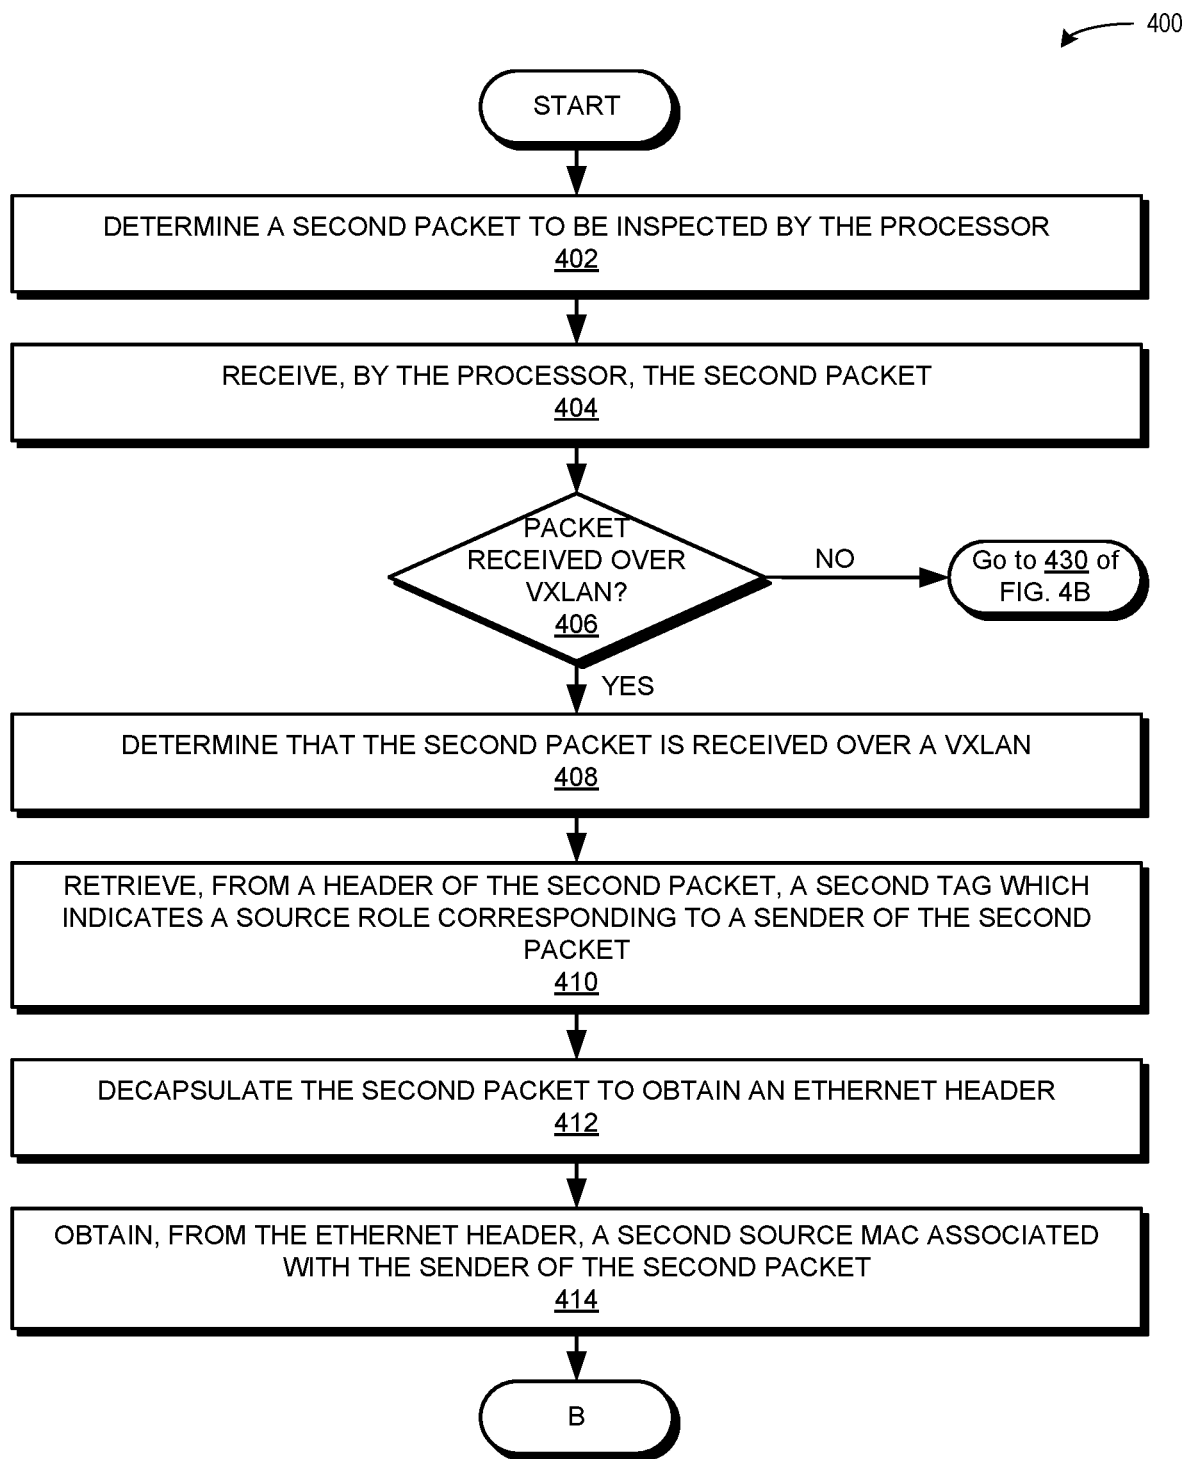 400
START
DETERMINE A SECOND PACKET TO BE INSPECTED BY THE PROCESSOR
402
RECEIVE, BY THE PROCESSOR, THE SECOND PACKET
404
PACKET
RECEIVED OVER
VXLAN?
406
NO
Go to 430 of
FIG. 4B
YES
DETERMINE THAT THE SECOND PACKET IS RECEIVED OVER A VXLAN
408
RETRIEVE, FROM A HEADER OF THE SECOND PACKET, A SECOND TAG WHICH
INDICATES A SOURCE ROLE CORRESPONDING TO A SENDER OF THE SECOND
PACKET
410
DECAPSULATE THE SECOND PACKET TO OBTAIN AN ETHERNET HEADER
412
OBTAIN, FROM THE ETHERNET HEADER, A SECOND SOURCE MAC ASSOCIATED
WITH THE SENDER OF THE SECOND PACKET
414
B